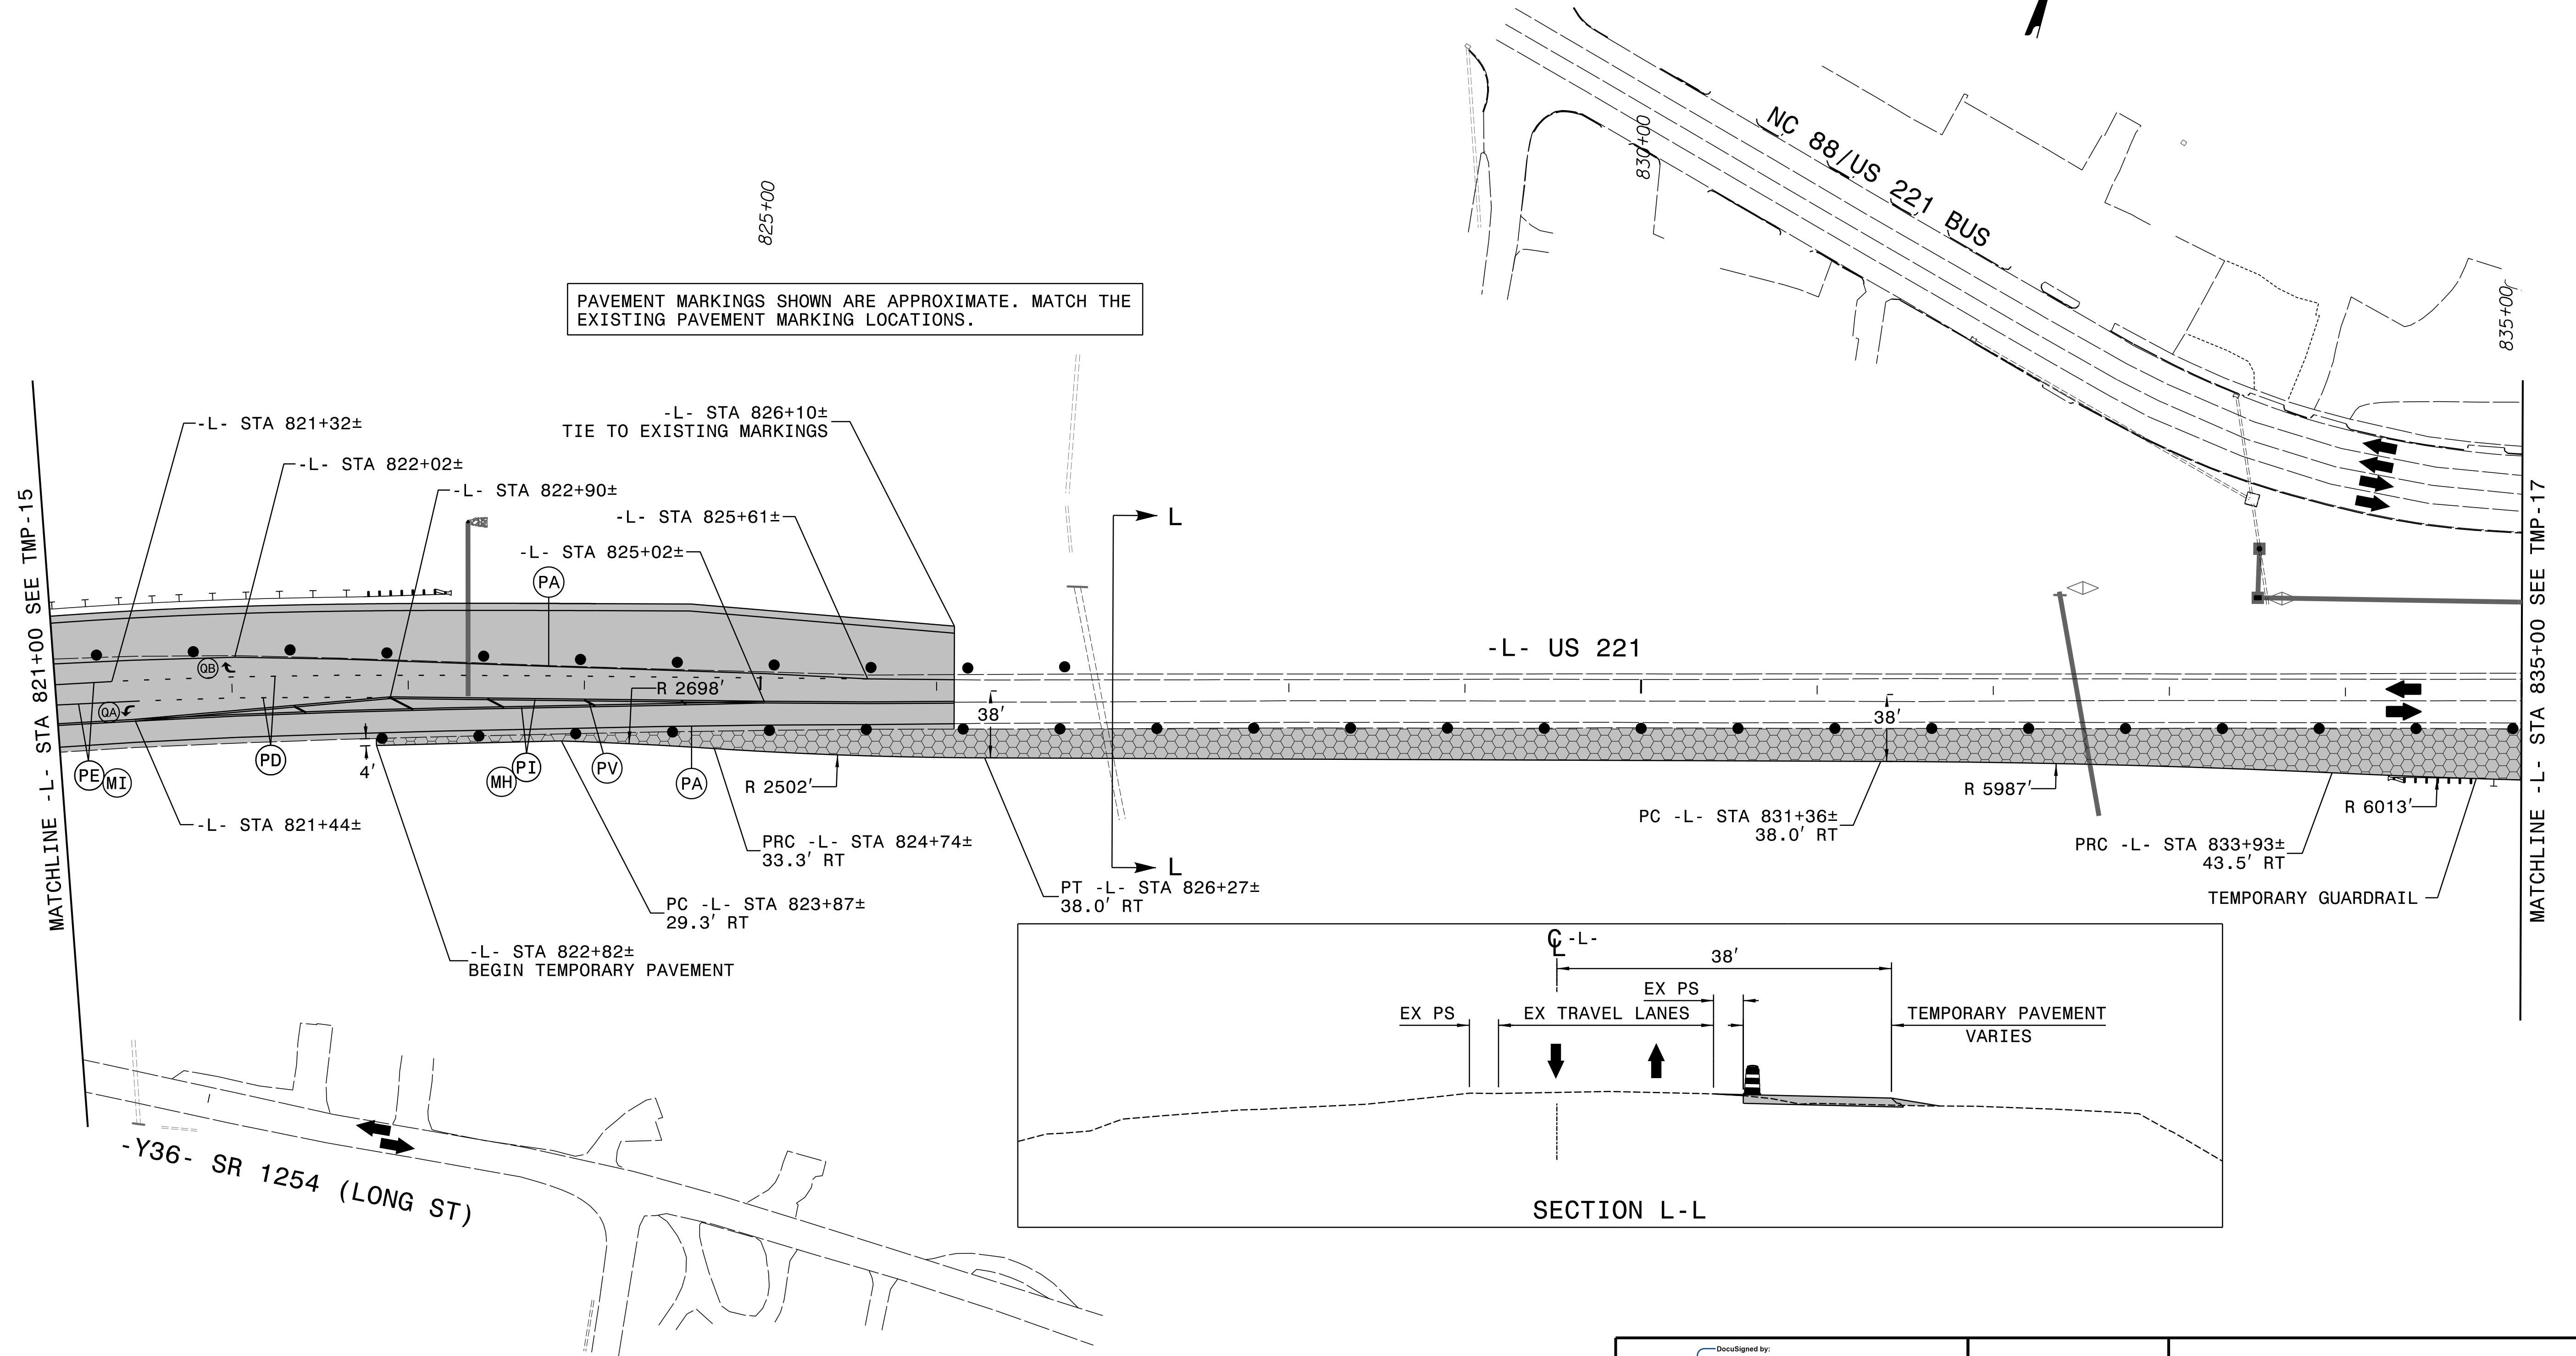 NC 88/US 221 BUS
830+00
825+00
835+00
PAVEMENT MARKINGS SHOWN ARE APPROXIMATE. MATCH THE
EXISTING PAVEMENT MARKING LOCATIONS.
MATCHLINE -L- STA 821+00 SEE TMP-15
-L- STA 821+32±
-L- STA 822+02±
-L- STA 822+90±
-L- STA 826+10±
TIE TO EXISTING MARKINGS
-L- STA 825+61±
-L- STA 825+02±
PA
L
-L- US 221
QB
QA
R 2698'
38'
38'
4'
PE
MI
PD
MH
PI
PV
PA
R 2502'
-L- STA 821+44±
PRC -L- STA 824+74±
33.3' RT
L
PC -L- STA 823+87±
29.3' RT
PT -L- STA 826+27±
38.0' RT
-L- STA 822+82±
BEGIN TEMPORARY PAVEMENT
PC -L- STA 831+36±
38.0' RT
R 5987'
R 6013'
PRC -L- STA 833+93±
43.5' RT
TEMPORARY GUARDRAIL
MATCHLINE -L- STA 835+00 SEE TMP-17
CL -L-
38'
EX PS
EX PS
EX TRAVEL LANES
TEMPORARY PAVEMENT
VARIES
SECTION L-L
-Y36- SR 1254 (LONG ST)
DocuSigned by: